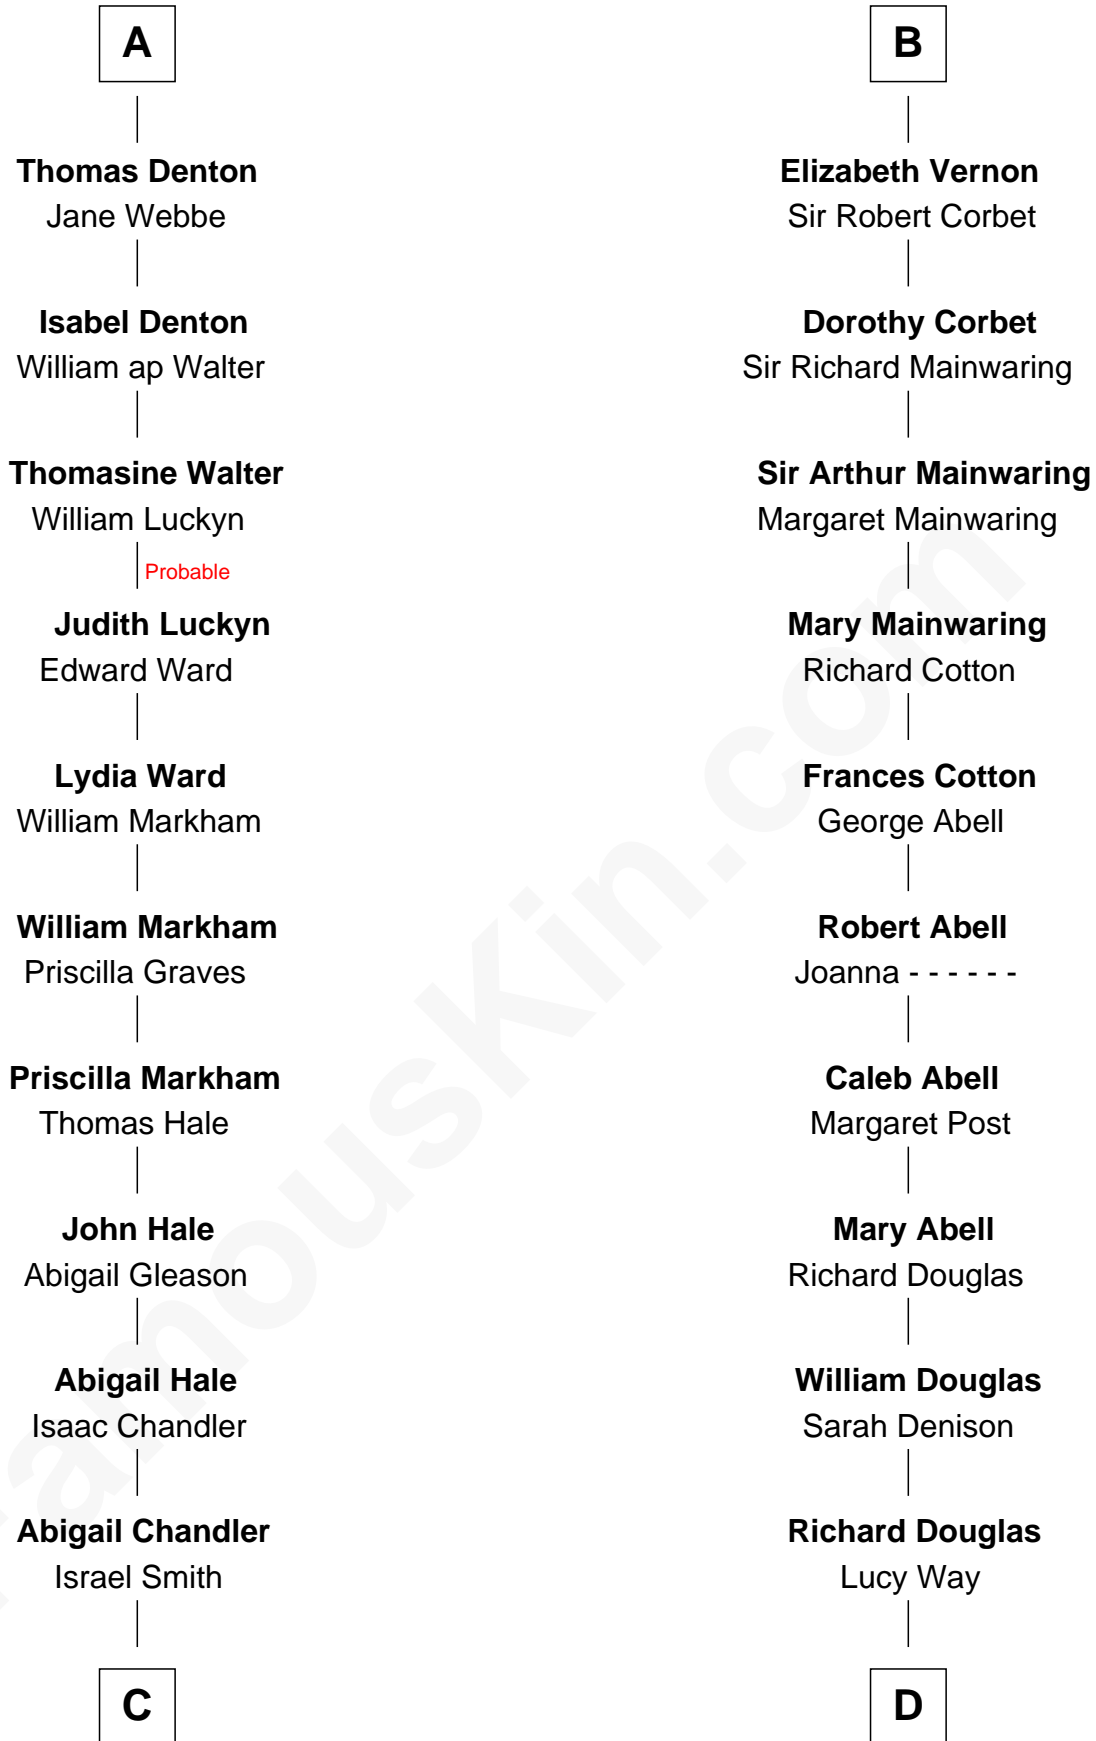 A
Thomas Denton
Jane Webbe
Isabel Denton
William ap Walter
Thomasine Walter
William Luckyn
Probable
Judith Luckyn
Edward Ward
Lydia Ward
William Markham
William Markham
Priscilla Graves
Priscilla Markham
Thomas Hale
John Hale
Abigail Gleason
Abigail Hale
Isaac Chandler
Abigail Chandler
Israel Smith
C
B
Elizabeth Vernon
Sir Robert Corbet
Dorothy Corbet
Sir Richard Mainwaring
Sir Arthur Mainwaring
Margaret Mainwaring
Mary Mainwaring
Richard Cotton
Frances Cotton
George Abell
Robert Abell
Joanna - - - - - -
Caleb Abell
Margaret Post
Mary Abell
Richard Douglas
William Douglas
Sarah Denison
Richard Douglas
Lucy Way
D
FamousKin.com